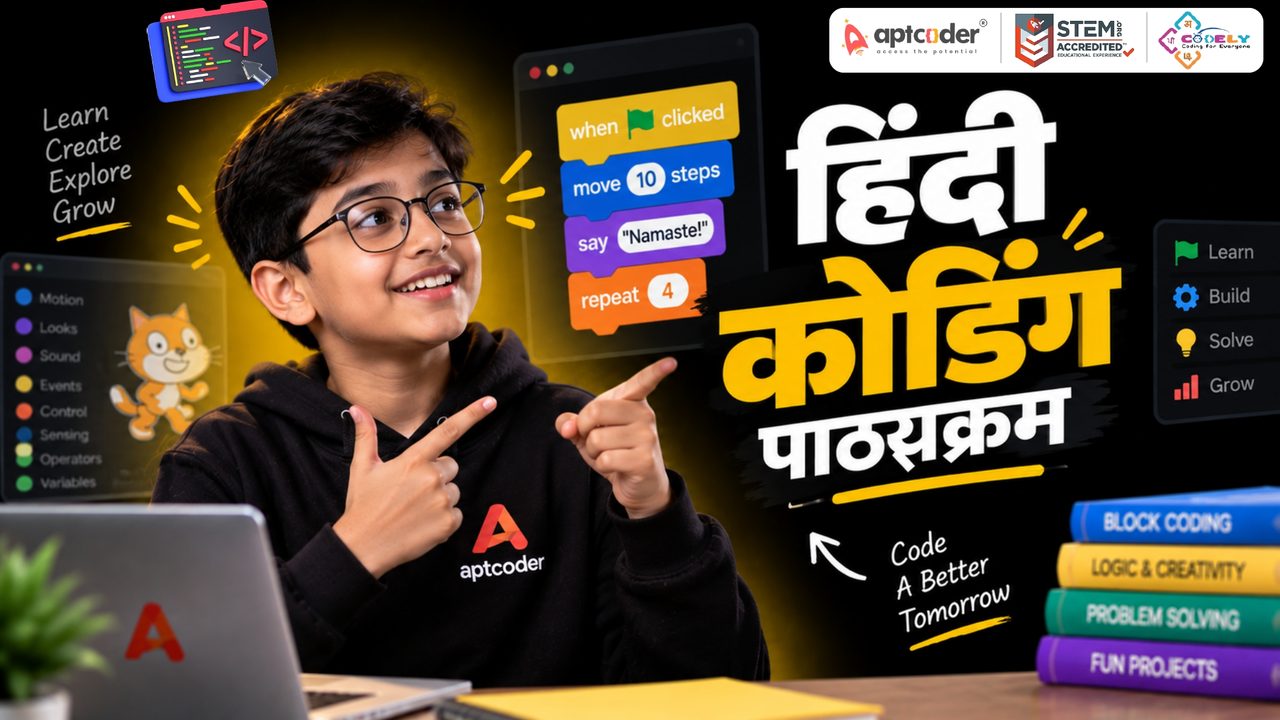 aptcoder®
access the potential
STEM.ORG
ACCREDITED
EDUCATIONAL EXPERIENCE
CODELY
Coding for Everyone
Learn
Create
Explore
Grow
when clicked
move 10 steps
say "Namaste!"
repeat 4
हिंदी
कोडिंग
पाठ्यक्रम
Motion
Looks
Sound
Events
Control
Sensing
Operators
Variables
Learn
Build
Solve
Grow
aptcoder
Code
A Better
Tomorrow
BLOCK CODING
LOGIC & CREATIVITY
PROBLEM SOLVING
FUN PROJECTS